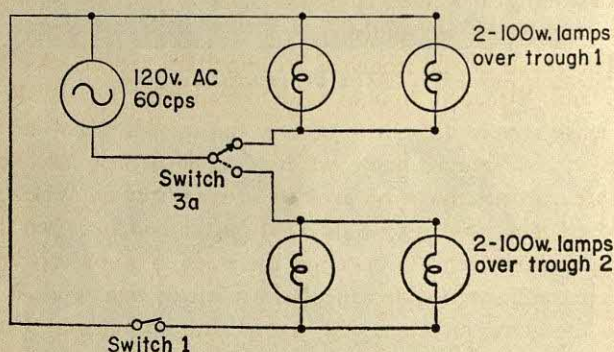 2-100w. lamps
over trough 1
120v. AC
60cps
Switch
3a
2-100w. lamps
over trough 2
Switch 1